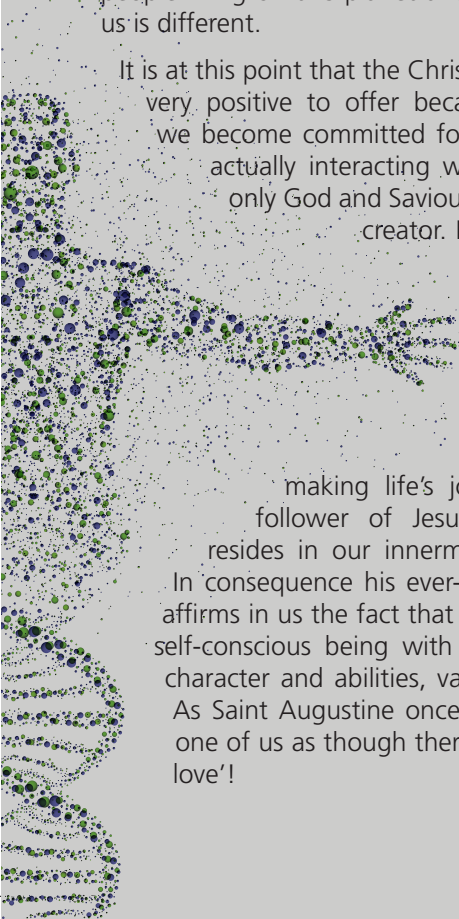 us is different.
It is at this point that the Chris
very positive to offer beca
we become committed fo
actually interacting w
only God and Saviou
creator.
making life's jo
follower of Jesu
resides in our innerm
In consequence his ever-
affirms in us the fact that
self-conscious being with
character and abilities, va
As Saint Augustine once
one of us as though ther
love'!